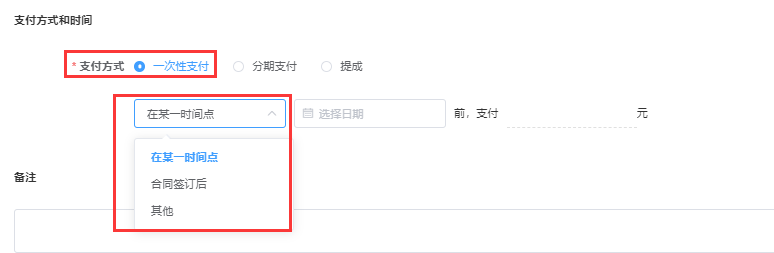 支付方式和时间
* 支付方式 一次性支付 分期支付 提成
在某一时间点 选择日期 前，支付 元
在某一时间点
合同签订后
备注
其他